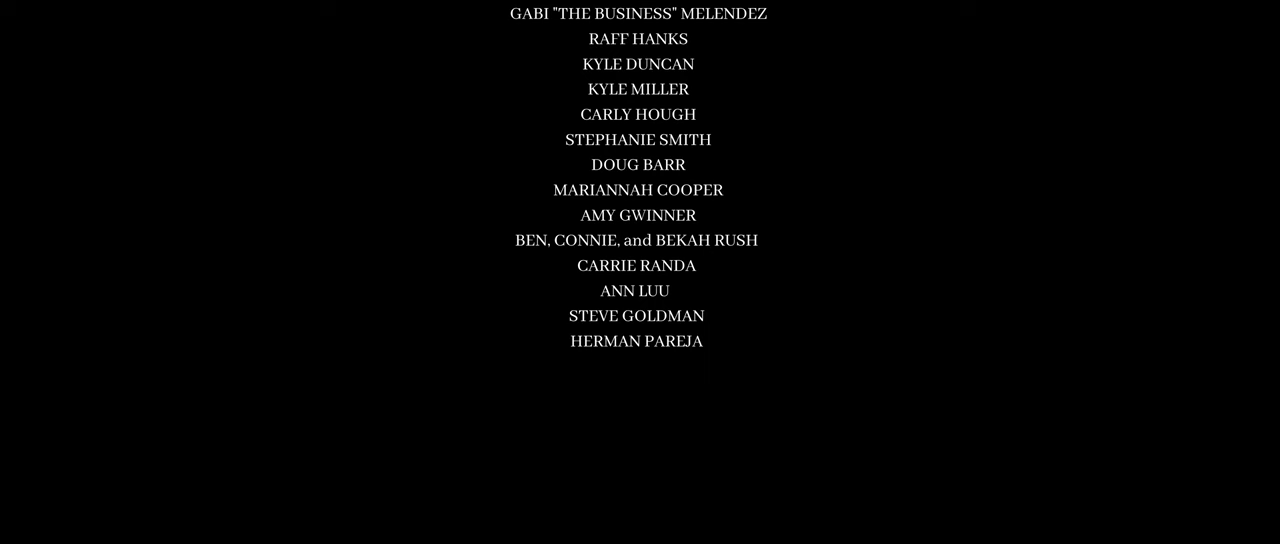 GABI "THE BUSINESS" MELENDEZ
RAFF HANKS
KYLE DUNCAN
KYLE MILLER
CARLY HOUGH
STEPHANIE SMITH
DOUG BARR
MARIANNAH COOPER
AMY GWINNER
BEN, CONNIE, and BEKAH RUSH
CARRIE RANDA
ANN LUU
STEVE GOLDMAN
HERMAN PAREJA